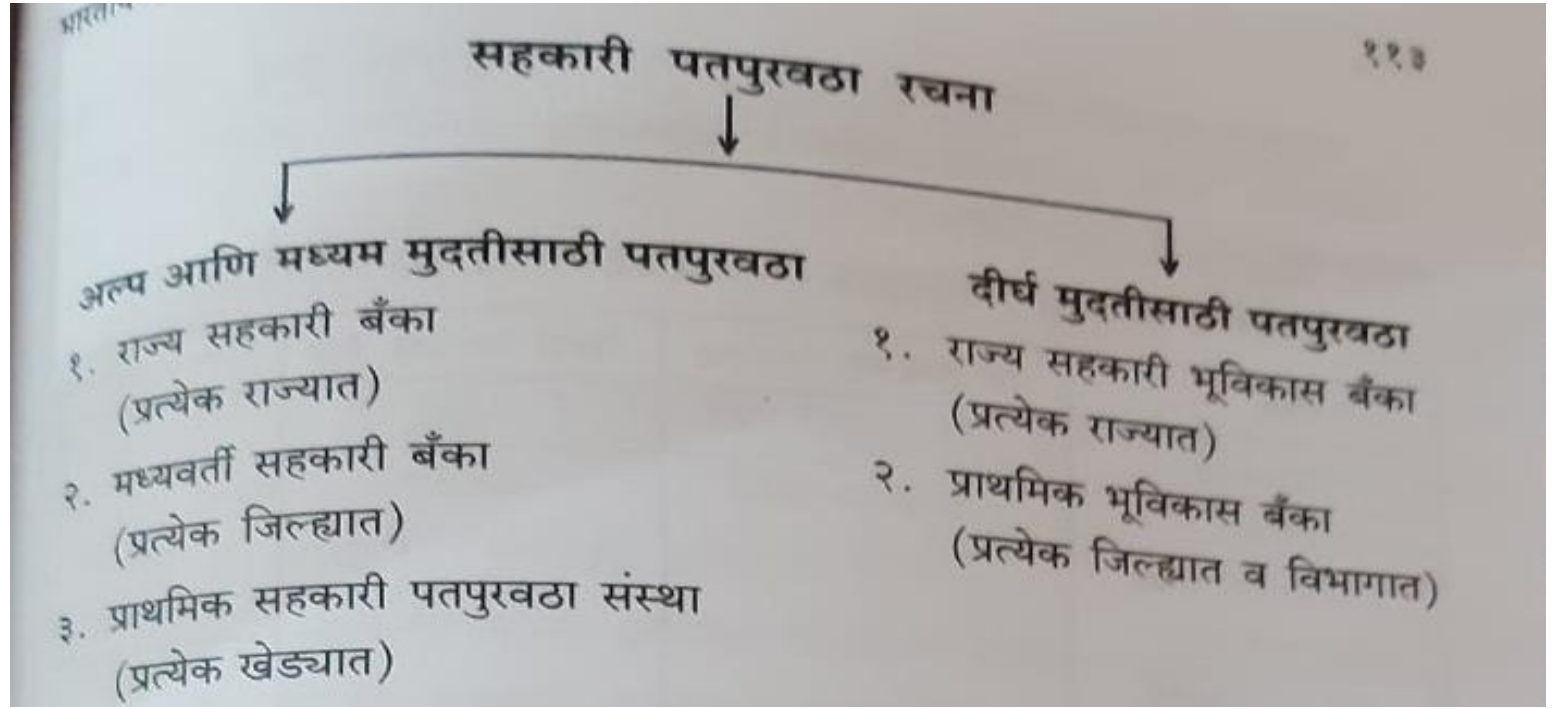 ११३
सहकारी पतपुरवठा रचना
अल्प आणि मध्यम मुदतीसाठी पतपुरवठा
१. राज्य सहकारी बँका
(प्रत्येक राज्यात)
२. मध्यवर्ती सहकारी बँका
(प्रत्येक जिल्ह्यात)
३. प्राथमिक सहकारी पतपुरवठा संस्था
(प्रत्येक खेड्यात)
दीर्घ मुदतीसाठी पतपुरवठा
१. राज्य सहकारी भूविकास बँका
(प्रत्येक राज्यात)
२. प्राथमिक भूविकास बँका
(प्रत्येक जिल्ह्यात व विभागात)